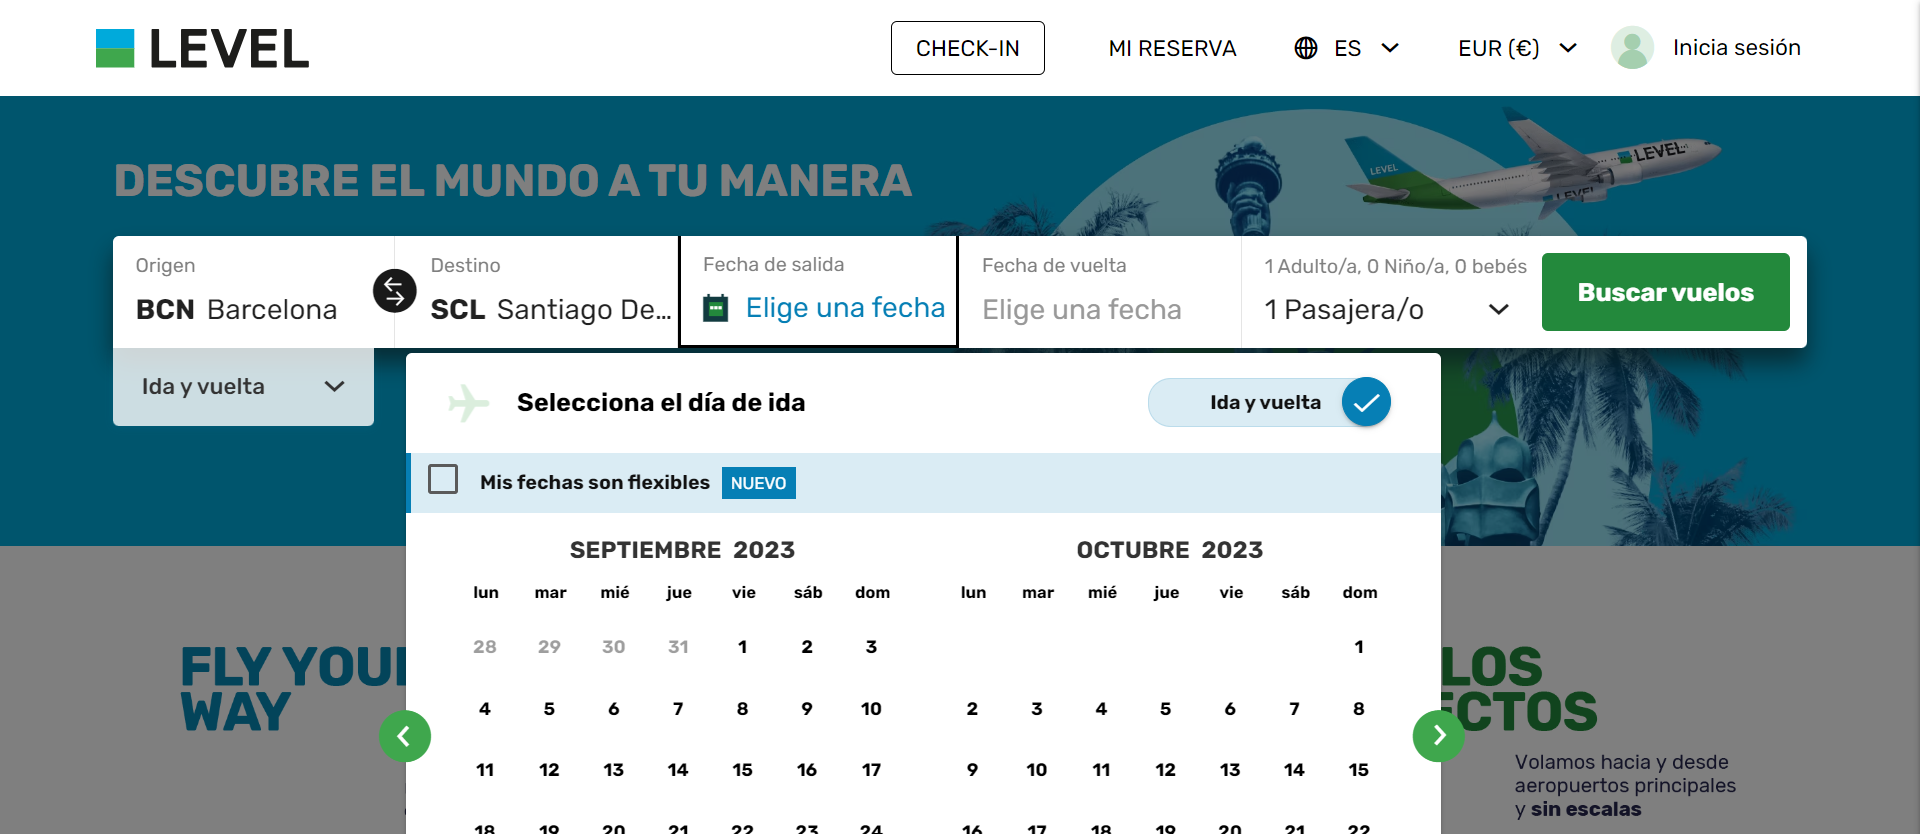 LEVEL
CHECK-IN
MI RESERVA
ES
EUR (€)
Inicia sesión
DESCUBRE EL MUNDO A TU MANERA
LEVEL
LEVEL
LEVEL
Origen
BCN Barcelona
Destino
SCL Santiago De...
Fecha de salida
Elige una fecha
Fecha de vuelta
Elige una fecha
1 Adulto/a, 0 Niño/a, 0 bebés
1 Pasajera/o
Buscar vuelos
Ida y vuelta
Selecciona el día de ida
Ida y vuelta
Mis fechas son flexibles NUEVO
SEPTIEMBRE 2023
lun mar mié jue vie sáb dom
28 29 30 31 1 2 3
4 5 6 7 8 9 10
11 12 13 14 15 16 17
18 19 20 21 22 23 24
OCTUBRE 2023
lun mar mié jue vie sáb dom
1
2 3 4 5 6 7 8
9 10 11 12 13 14 15
16 17 18 19 20 21 22
FLY YOUR
WAY
LOS
ECTOS
Volamos hacia y desde
aeropuertos principales
y sin escalas